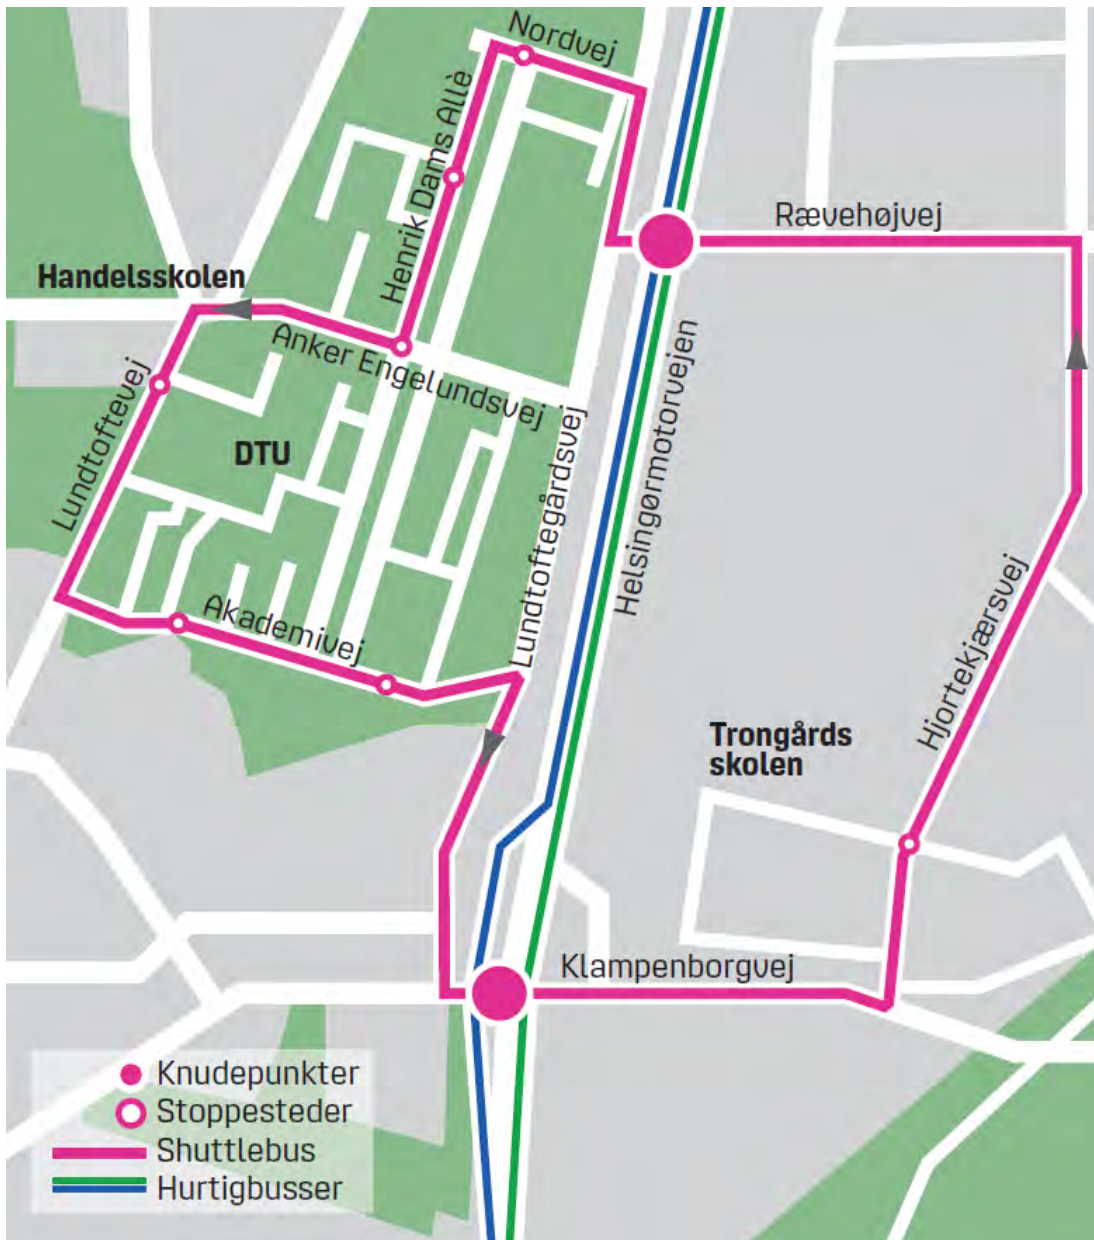 Nordvej
Henrik Dams Allè
Rævehøjvej
Handelsskolen
Anker Engelundsvej
Lundtoftevej
DTU
Lundtoftegårdsvej
Helsingørmotorvejen
Akademivej
Hjortekjærsvej
Trongårds
skolen
Klampenborgvej
Knudepunkter
Stoppesteder
Shuttlebus
Hurtigbusser